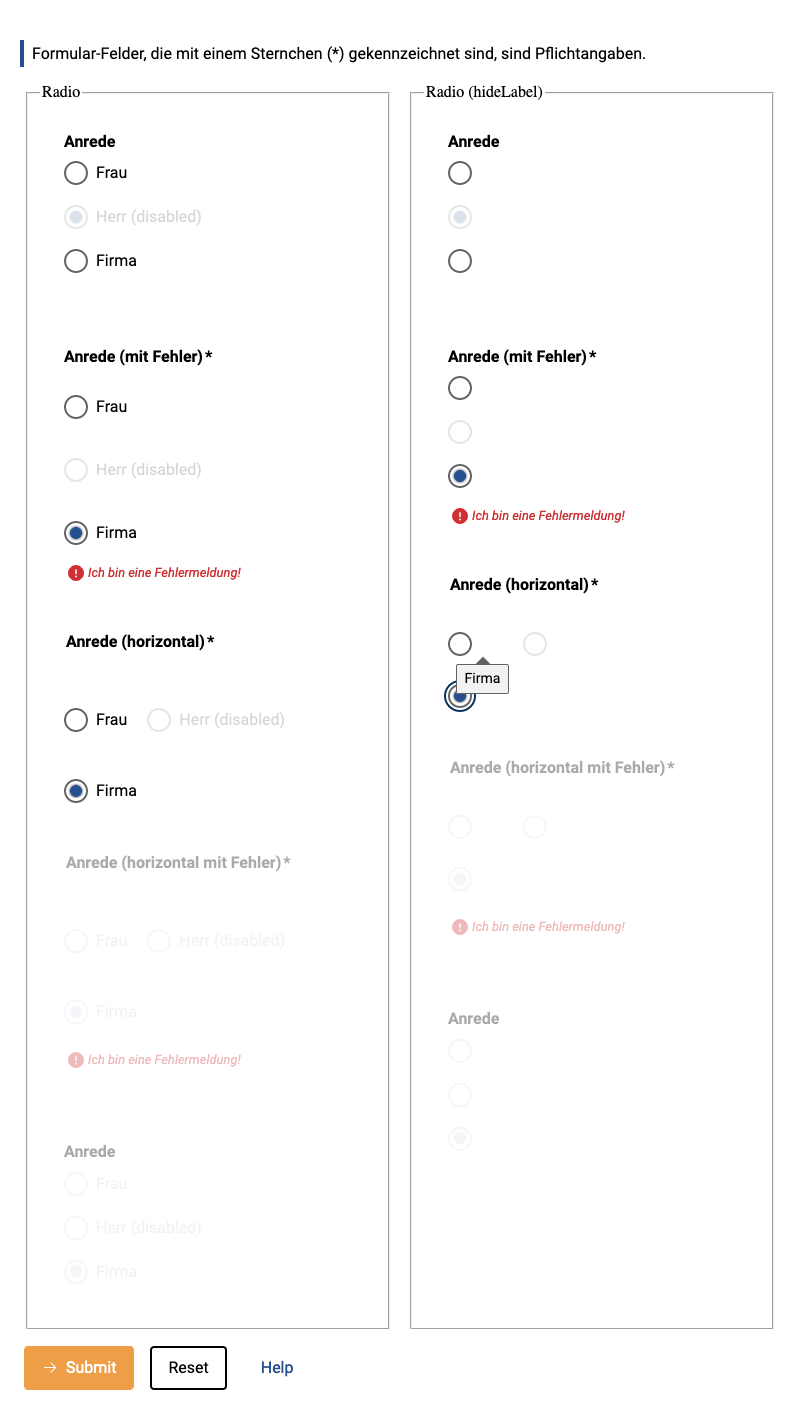 Formular-Felder, die mit einem Sternchen (*) gekennzeichnet sind, sind Pflichtangaben.
Radio
Anrede
Frau
Herr (disabled)
Firma
Anrede (mit Fehler)*
Frau
Herr (disabled)
Firma
Ich bin eine Fehlermeldung!
Anrede (horizontal)*
Frau
Herr (disabled)
Firma
Anrede (horizontal mit Fehler)*
Frau
Herr (disabled)
Firma
Ich bin eine Fehlermeldung!
Anrede
Frau
Herr (disabled)
Firma
Radio (hideLabel)
Anrede
Anrede (mit Fehler)*
Ich bin eine Fehlermeldung!
Anrede (horizontal)*
Firma
Anrede (horizontal mit Fehler)*
Ich bin eine Fehlermeldung!
Anrede
Submit
Reset
Help